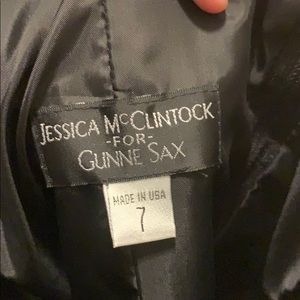 JESSICA MCCLINTOCK
-FOR-
GUNNE SAX
MADE IN USA
7